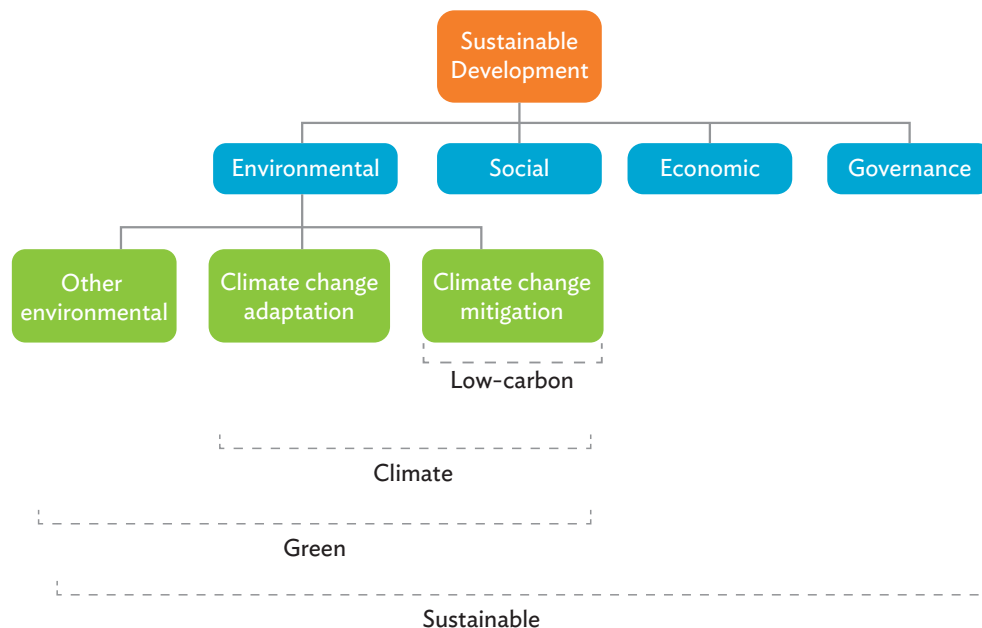 Sustainable
Development
Environmental
Social
Economic
Governance
Other
environmental
Climate change
adaptation
Climate change
mitigation
Low-carbon
Climate
Green
Sustainable